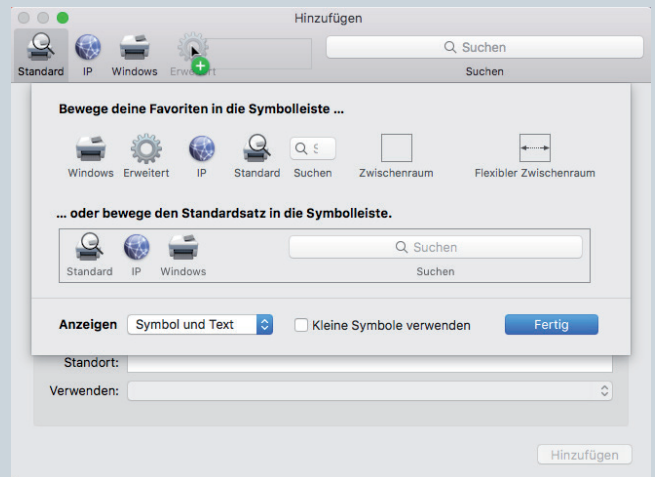 Hinzufügen
Suchen
Standard IP Windows Erweitert Suchen
Bewege deine Favoriten in die Symbolleiste ...
S
Windows Erweitert IP Standard Suchen Zwischenraum Flexibler Zwischenraum
... oder bewege den Standardsatz in die Symbolleiste.
Suchen
Standard IP Windows Suchen
Anzeigen Symbol und Text Kleine Symbole verwenden Fertig
Standort:
Verwenden:
Hinzufügen